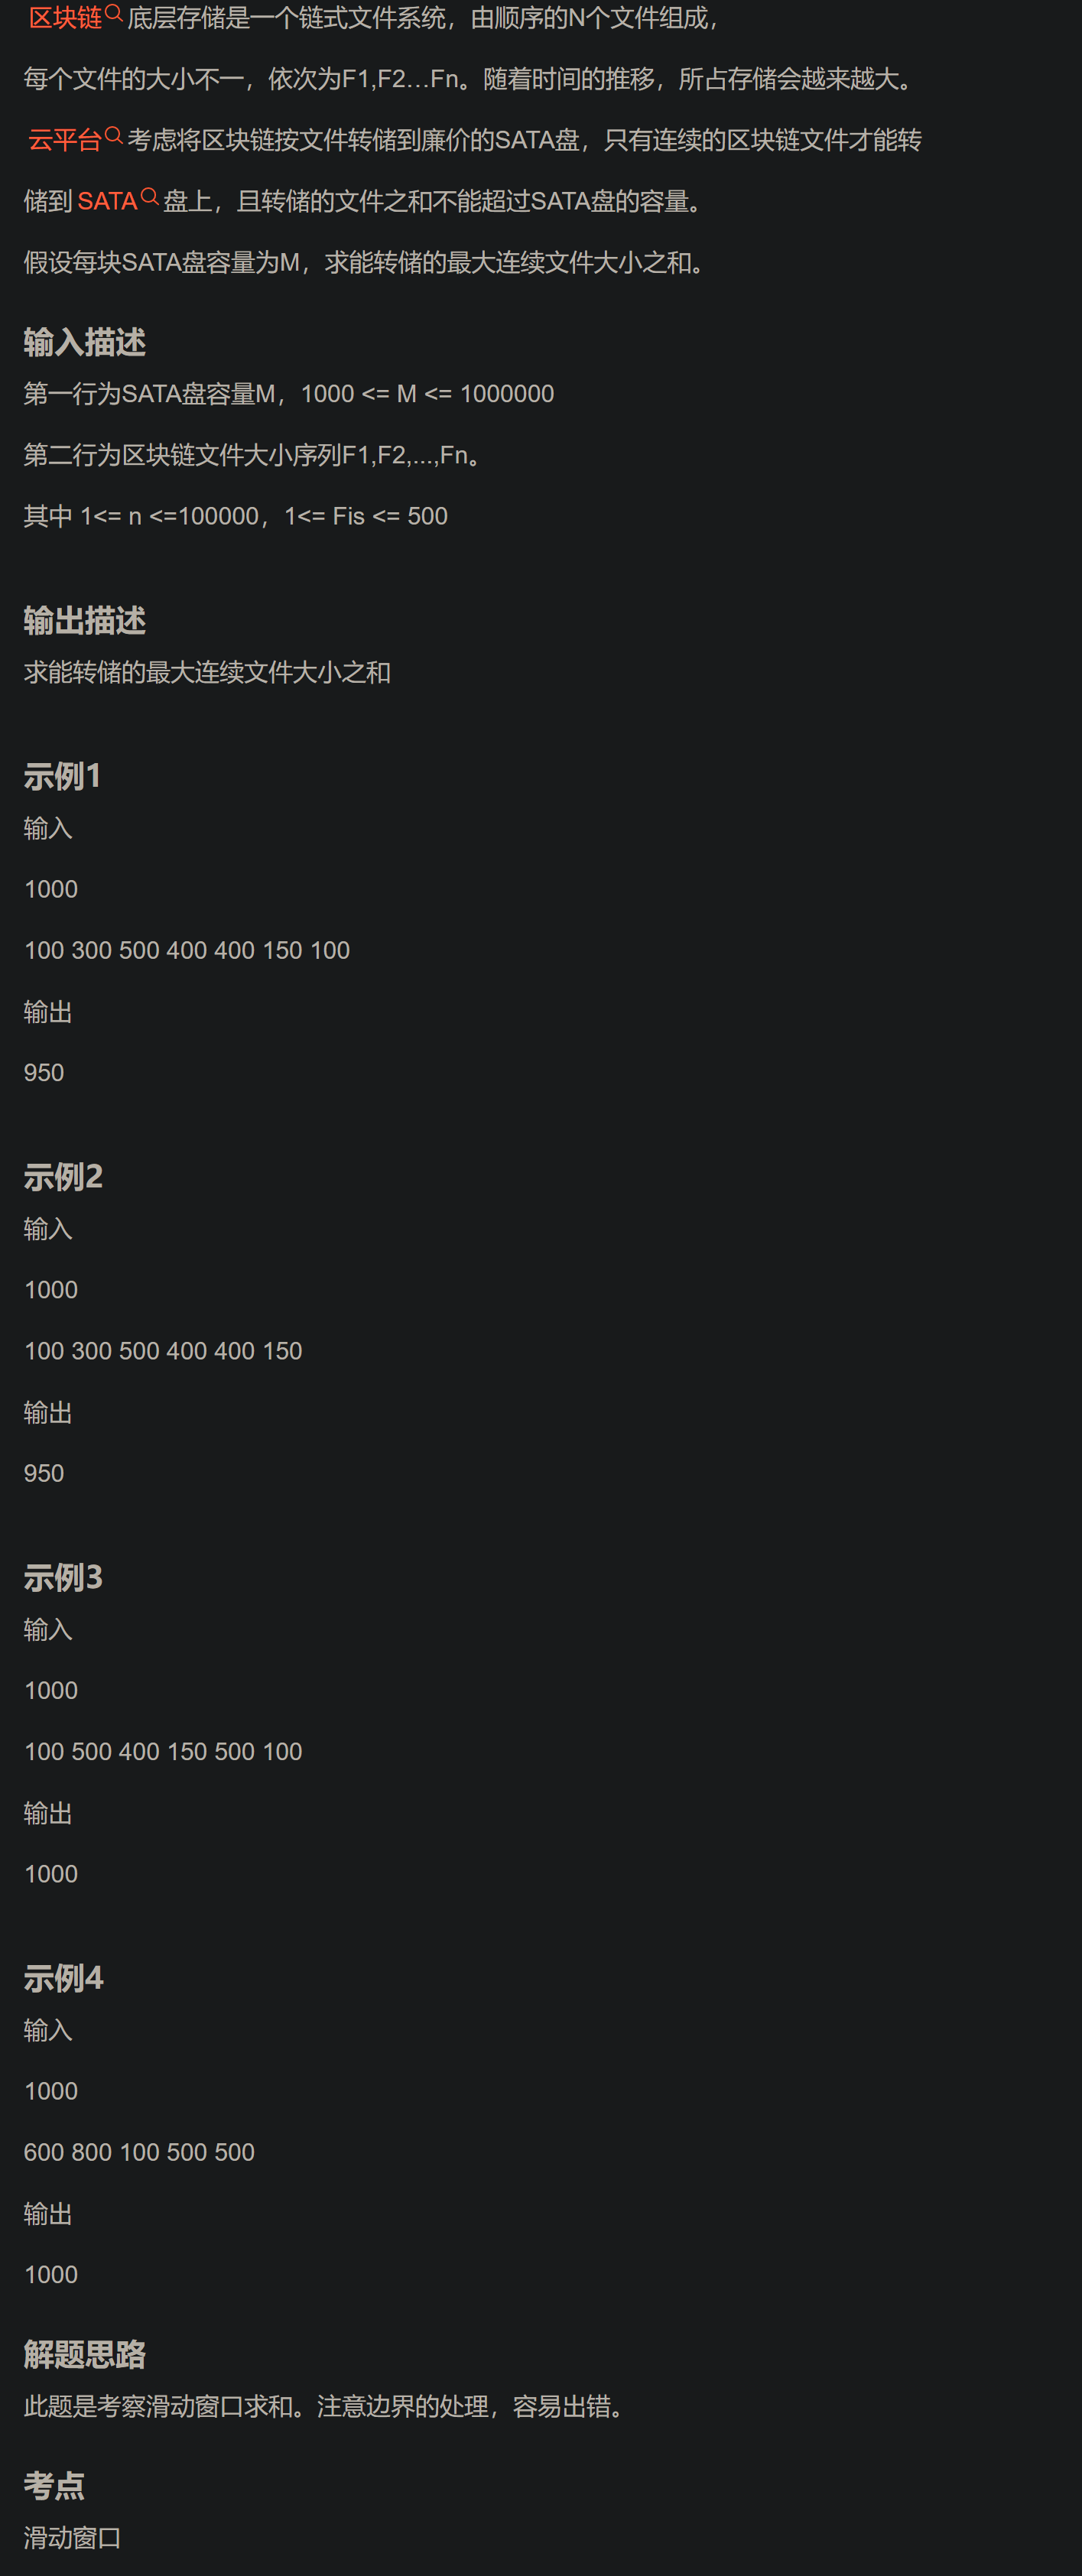 区块链底层存储是一个链式文件系统，由顺序的N个文件组成，
每个文件的大小不一，依次为F1,F2…Fn。随着时间的推移，所占存储会越来越大。
云平台考虑将区块链按文件转储到廉价的SATA盘，只有连续的区块链文件才能转
储到SATA盘上，且转储的文件之和不能超过SATA盘的容量。
假设每块SATA盘容量为M，求能转储的最大连续文件大小之和。
输入描述
第一行为SATA盘容量M，1000 <= M <= 1000000
第二行为区块链文件大小序列F1,F2,...,Fn。
其中 1<= n <=100000，1<= Fis <= 500
输出描述
求能转储的最大连续文件大小之和
示例1
输入
1000
100 300 500 400 400 150 100
输出
950
示例2
输入
1000
100 300 500 400 400 150
输出
950
示例3
输入
1000
100 500 400 150 500 100
输出
1000
示例4
输入
1000
600 800 100 500 500
输出
1000
解题思路
此题是考察滑动窗口求和。注意边界的处理，容易出错。
考点
滑动窗口